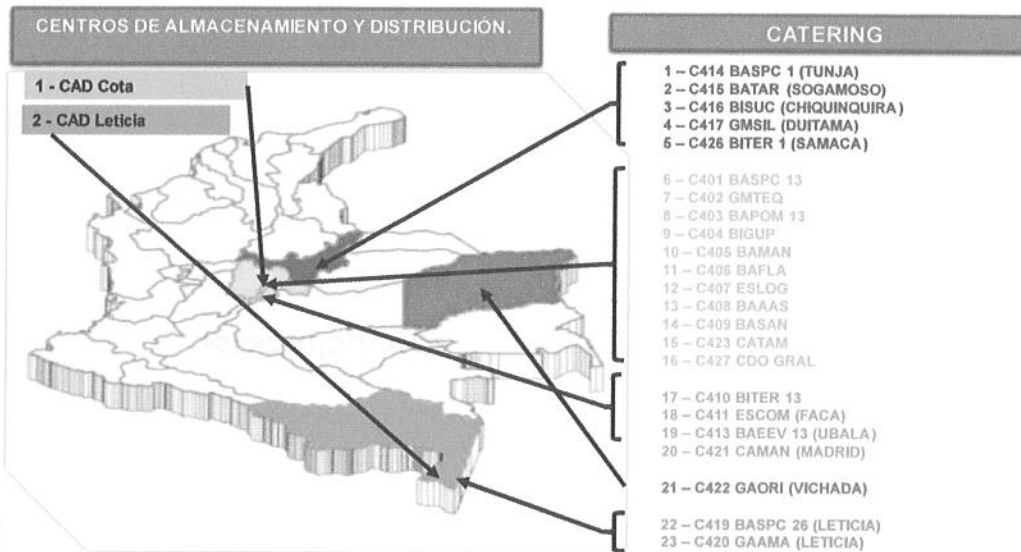 CENTROS DE ALMACENAMIENTO Y DISTRIBUCIÓN.
1 - CAD Cota
2 - CAD Leticia
CATERING
1 – C414 BASPC 1 (TUNJA)
2 – C415 BATAR (SOGAMOSO)
3 – C416 BISUC (CHIQUINQUIRA)
4 – C417 GMSIL (DUITAMA)
5 – C426 BITER 1 (SAMACA)
6 – C401 BASPC 13
7 – C402 GMTEQ
8 – C403 BAPOM 13
9 – C404 BIGUP
10 – C405 BAMAN
11 – C406 BAFLA
12 – C407 ESLOG
13 – C408 BAAAS
14 – C409 BASAN
15 – C423 CATAM
16 – C427 CDO GRAL
17 – C410 BITER 13
18 – C411 ESCOM (FACA)
19 – C413 BAEEV 13 (UBALA)
20 – C421 CAMAN (MADRID)
21 – C422 GAORI (VICHADA)
22 – C419 BASPC 26 (LETICIA)
23 – C420 GAAMA (LETICIA)